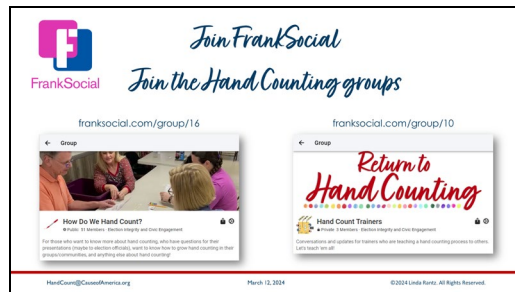 FrankSocial
Join FrankSocial
Join the Hand Counting groups
franksocial.com/group/16
← Group
How Do We Hand Count?
Public · 51 Members · Election Integrity and Civic Engagement
For those who want to know more about hand counting, who have questions for their
presentations (maybe to election officials), want to know how to grow hand counting in their
groups/communities, and anything else about hand counting!
franksocial.com/group/10
← Group
Return to
Hand Counting
Hand Count Trainers
Private · 3 Members · Election Integrity and Civic Engagement
Conversations and updates for trainers who are teaching a hand counting process to others.
Let's teach 'em all!
HandCount@CauseofAmerica.org
March 12, 2024
©2024 Linda Rantz. All Rights Reserved.